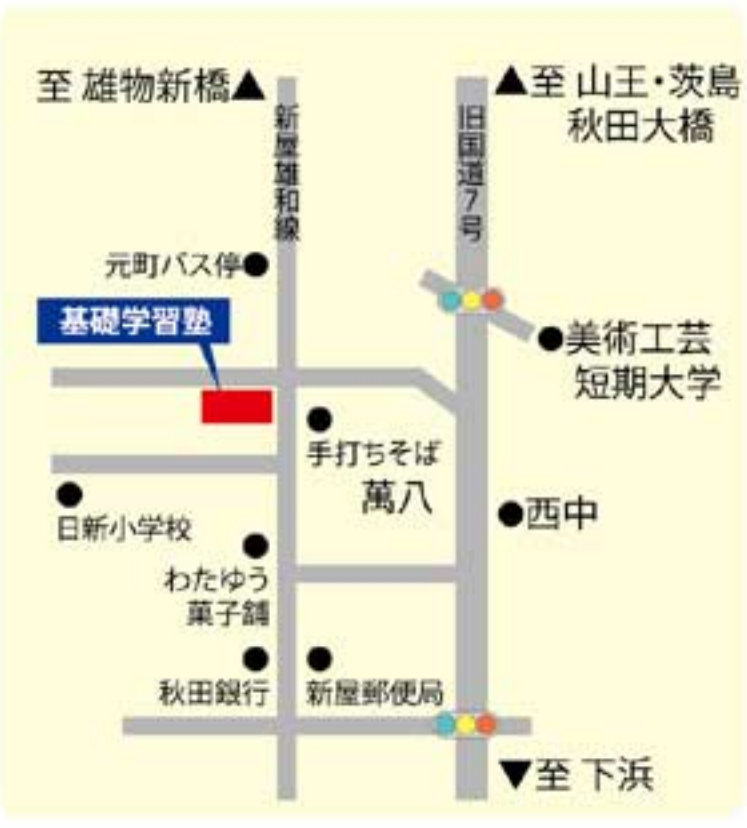 至 雄物新橋▲
▲至 山王・茨島
秋田大橋
新屋雄和線
旧国道7号
元町バス停●
基礎学習塾
●美術工芸
短期大学
手打ちそば
萬八
●西中
日新小学校
わたゆう
菓子舗
秋田銀行
新屋郵便局
▼至 下浜